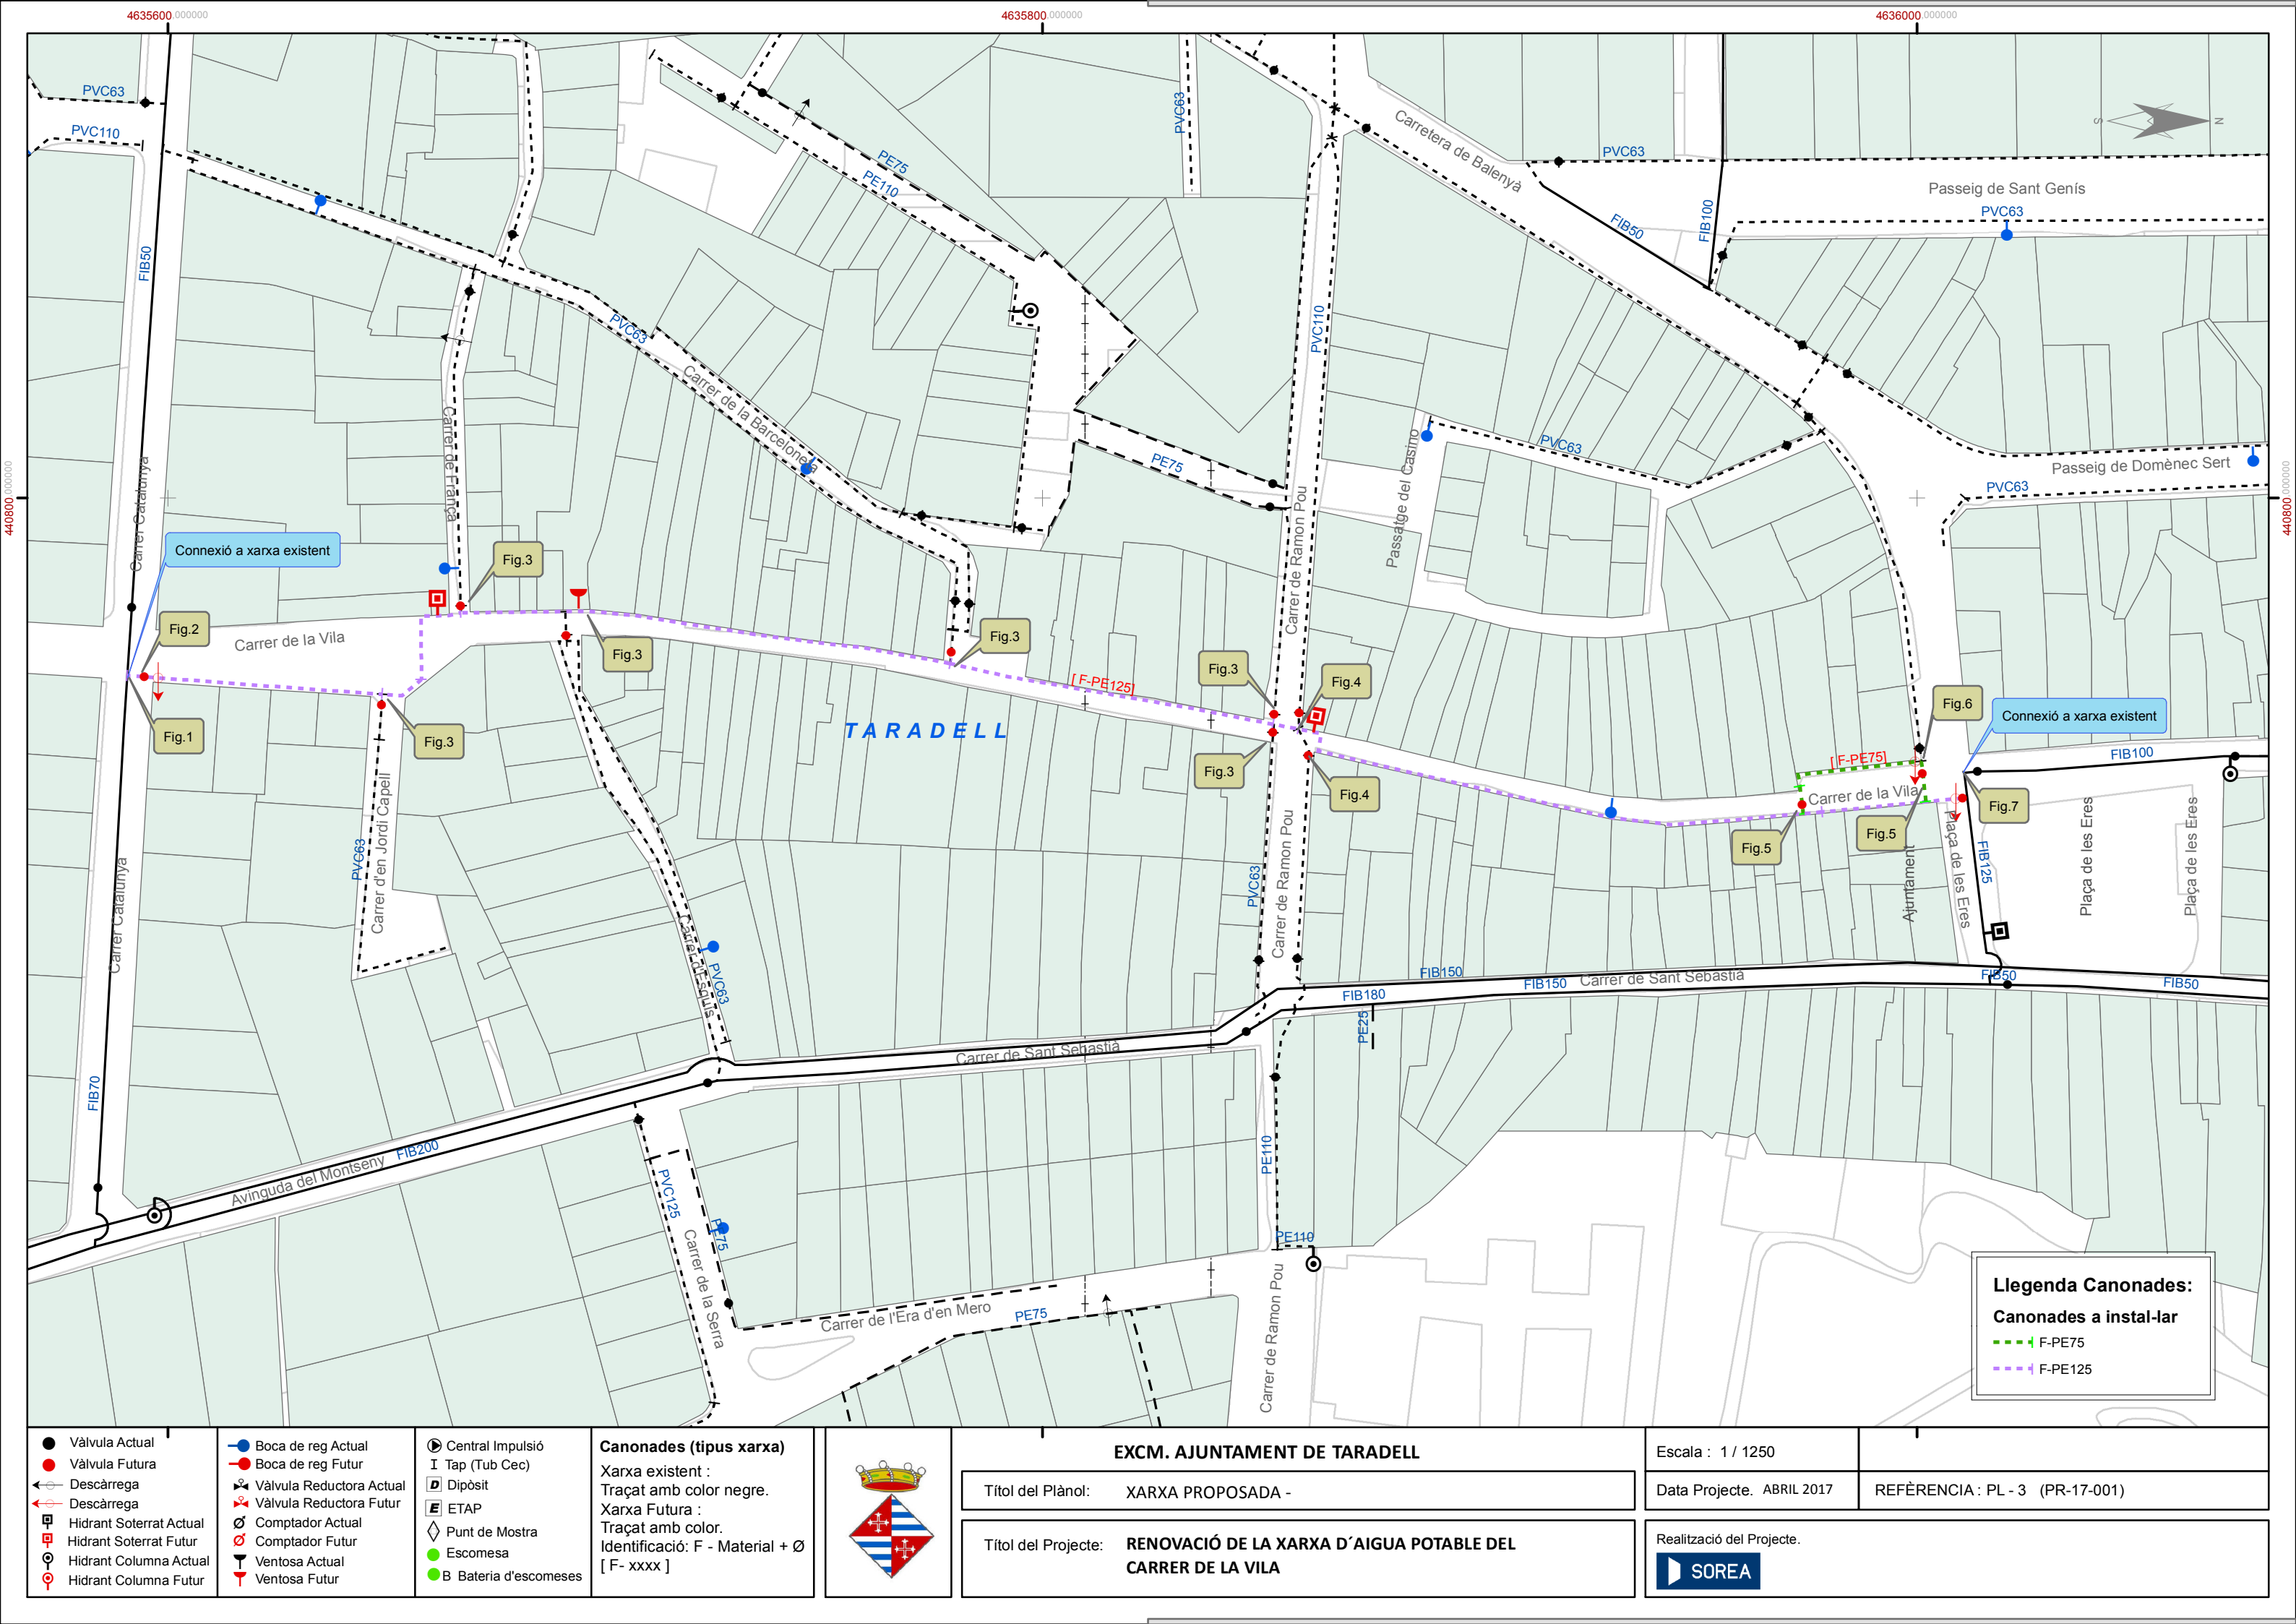 4635600.000000
4635800.000000
4636000.000000
PVC63
PVC110
FIB50
PE75
PE110
PVC63
Carretera de Balenyà
PVC63
Passeig de Sant Genís
PVC63
FIB50
FIB100
S
N
PVC63
PVC110
Carrer de la Barceloneta
Carrer de França
Carrer Catalunya
440800.000000
440800.000000
PE75
Carrer de Ramon Pou
Passatge del Casino
PVC63
Passeig de Domènec Sert
PVC63
Connexió a xarxa existent
Fig.3
Fig.2
Carrer de la Vila
Fig.3
Fig.3
Fig.3
Fig.4
Fig.1
Fig.3
[ F-PE125]
TARADELL
Fig.3
Fig.4
Fig.6
Connexió a xarxa existent
[ F-PE75]
Carrer de la Vila
FIB100
Fig.7
Fig.5
Fig.5
PVC63
Carrer d'en Jordi Capell
Carrer Catalunya
Carrer d'Esquis
PVC63
PVC63
Carrer de Ramon Pou
Ajuntament
Plaça de les Eres
FIB125
Plaça de les Eres
Plaça de les Eres
FIB150
FIB150
Carrer de Sant Sebastià
FIB50
FIB50
FIB180
PE25
Carrer de Sant Sebastià
FIB70
FIB200
Avinguda del Montseny
PVC125
PE75
Carrer de la Serra
PE110
PE110
Carrer de Ramon Pou
Carrer de l'Era d'en Mero
PE75
Llegenda Canonades:
Canonades a instal-lar
F-PE75
F-PE125
Vàlvula Actual
Vàlvula Futura
Descàrrega
Descàrrega
Hidrant Soterrat Actual
Hidrant Soterrat Futur
Hidrant Columna Actual
Hidrant Columna Futur
Boca de reg Actual
Boca de reg Futur
Vàlvula Reductora Actual
Vàlvula Reductora Futur
Comptador Actual
Comptador Futur
Ventosa Actual
Ventosa Futur
Central Impulsió
Tap (Tub Cec)
D Dipòsit
E ETAP
Punt de Mostra
Escomesa
B Bateria d'escomeses
Canonades (tipus xarxa)
Xarxa existent :
Traçat amb color negre.
Xarxa Futura :
Traçat amb color.
Identificació: F - Material + Ø
[ F- xxxx ]
EXCM. AJUNTAMENT DE TARADELL
Títol del Plànol: XARXA PROPOSADA -
Títol del Projecte: RENOVACIÓ DE LA XARXA D´AIGUA POTABLE DEL
CARRER DE LA VILA
Escala : 1 / 1250
Data Projecte. ABRIL 2017
REFÈRENCIA : PL - 3 (PR-17-001)
Realització del Projecte.
SOREA